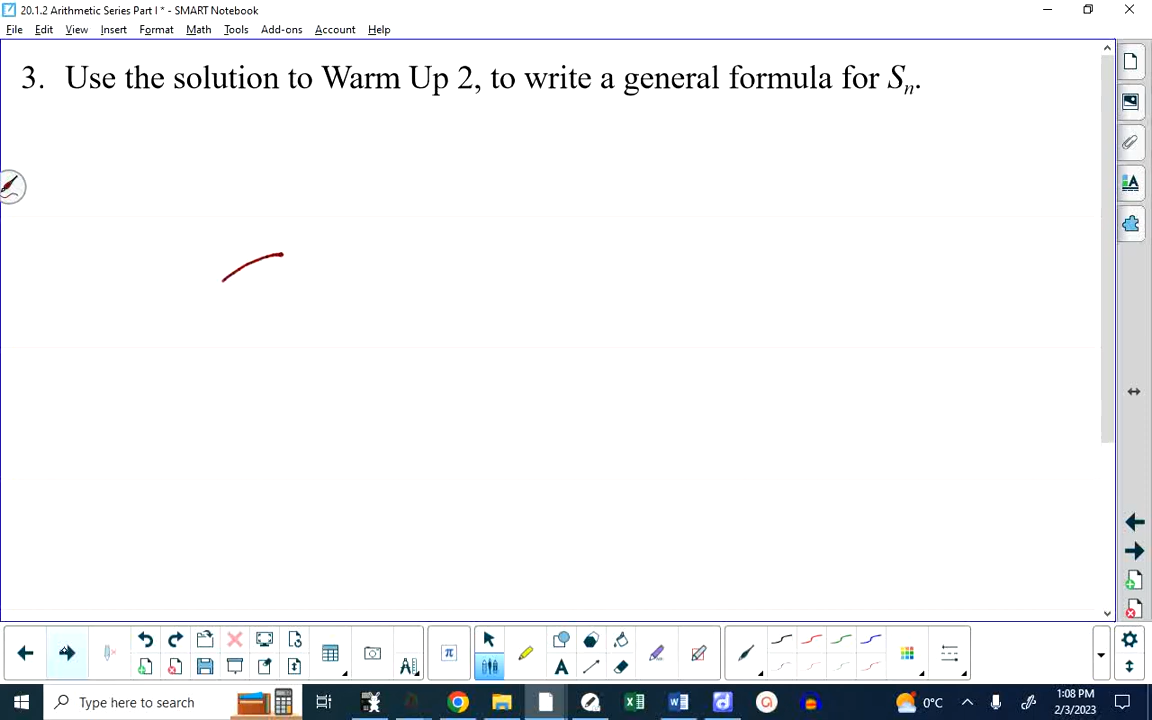 20.1.2 Arithmetic Series Part I * - SMART Notebook
File Edit View Insert Format Math Tools Add-ons Account Help
3. Use the solution to Warm Up 2, to write a general formula for Sₙ.
π
A
Type here to search
0°C
1:08 PM
2/3/2023